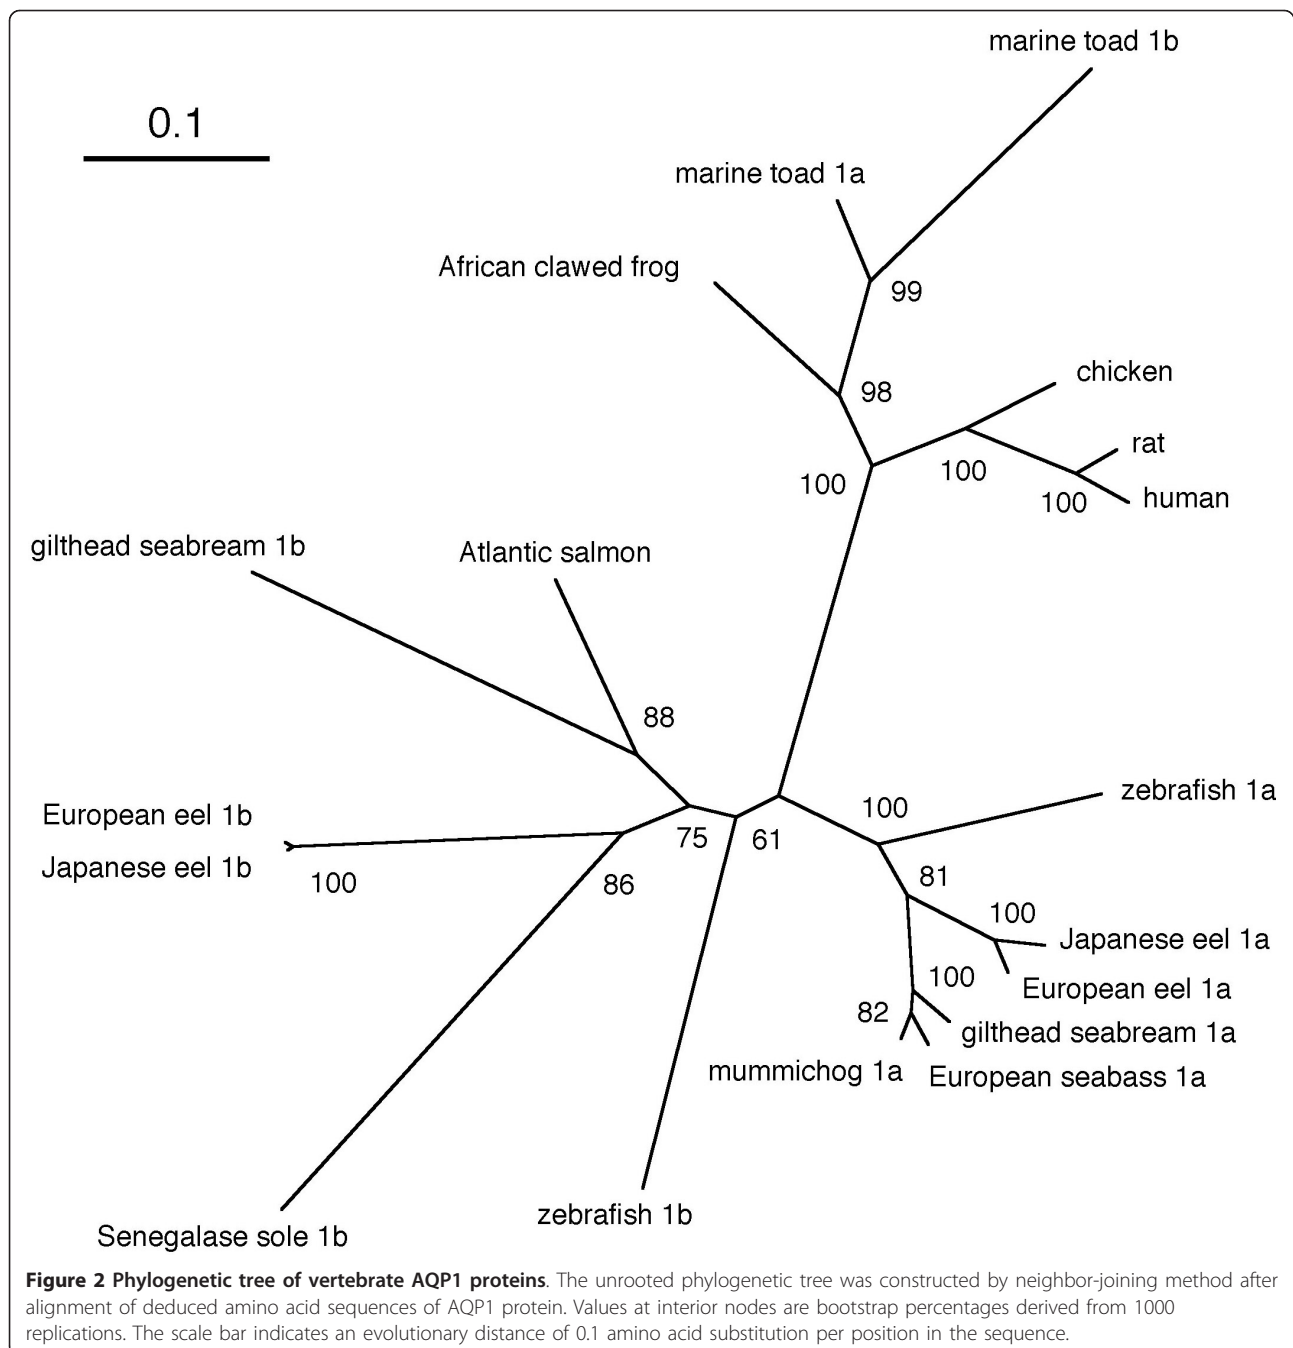 marine toad 1b
0.1
marine toad 1a
African clawed frog
99
chicken
98
rat
100
100
human
100
gilthead seabream 1b
Atlantic salmon
88
zebrafish 1a
100
European eel 1b
75
61
Japanese eel 1b
100
86
81
100
Japanese eel 1a
100
European eel 1a
82
gilthead seabream 1a
mummichog 1a
European seabass 1a
zebrafish 1b
Senegalase sole 1b
Figure 2 Phylogenetic tree of vertebrate AQP1 proteins. The unrooted phylogenetic tree was constructed by neighbor-joining method after
alignment of deduced amino acid sequences of AQP1 protein. Values at interior nodes are bootstrap percentages derived from 1000
replications. The scale bar indicates an evolutionary distance of 0.1 amino acid substitution per position in the sequence.